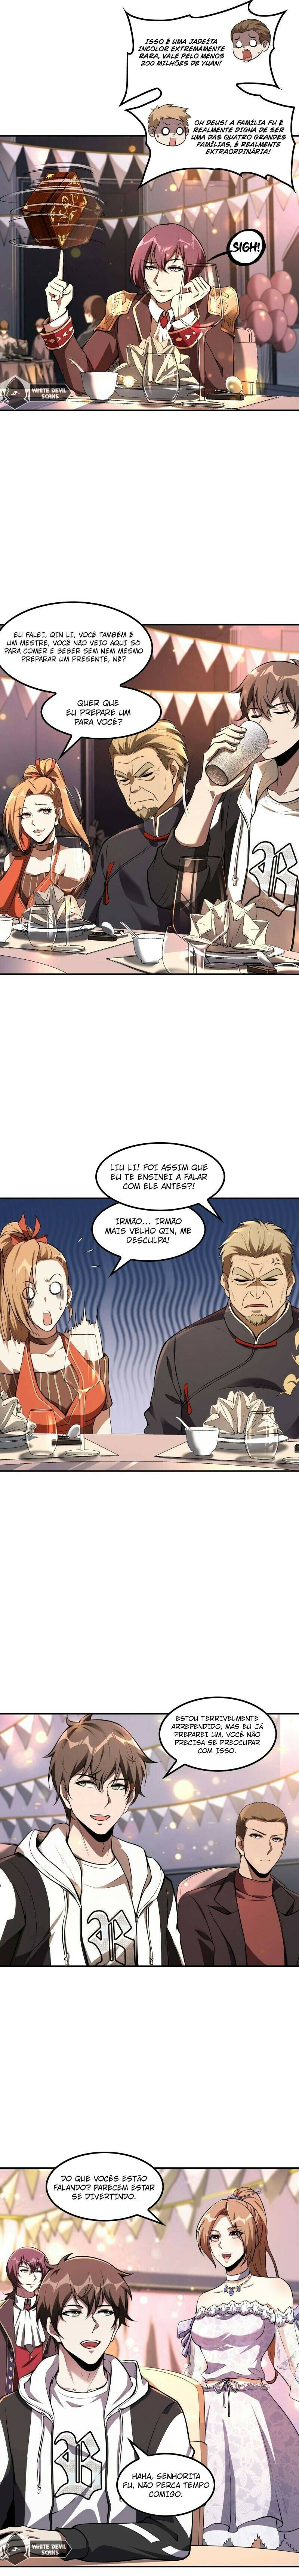 ISSO É UMA JADEÍTA
INCOLOR EXTREMAMENTE
RARA, VALE PELO MENOS
200 MILHÕES DE YUAN!
OH DEUS! A FAMÍLIA FU É
REALMENTE DIGNA DE SER
UMA DAS QUATRO GRANDES
FAMÍLIAS, É REALMENTE
EXTRAORDINÁRIA!
SIGH!
WHITE DEVIL
SCANS
EU FALEI, QIN LI, VOCÊ TAMBÉM É
UM MESTRE, VOCÊ NÃO VEIO AQUI SÓ
PARA COMER E BEBER SEM NEM MESMO
PREPARAR UM PRESENTE, NÉ?
QUER QUE
EU PREPARE UM
PARA VOCÊ?
LIU LI! FOI ASSIM QUE
EU TE ENSINEI A FALAR
COM ELE ANTES?!
IRMÃO... IRMÃO
MAIS VELHO QIN, ME
DESCULPA!
ESTOU TERRIVELMENTE
ARREPENDIDO, MAS EU JÁ
PREPAREI UM, VOCÊ NÃO
PRECISA SE PREOCUPAR
COM ISSO.
DO QUE VOCÊS ESTÃO
FALANDO? PARECEM ESTAR
SE DIVERTINDO.
HAHA, SENHORITA
FU, NÃO PERCA TEMPO
COMIGO.
WHITE DEVIL
SCANS